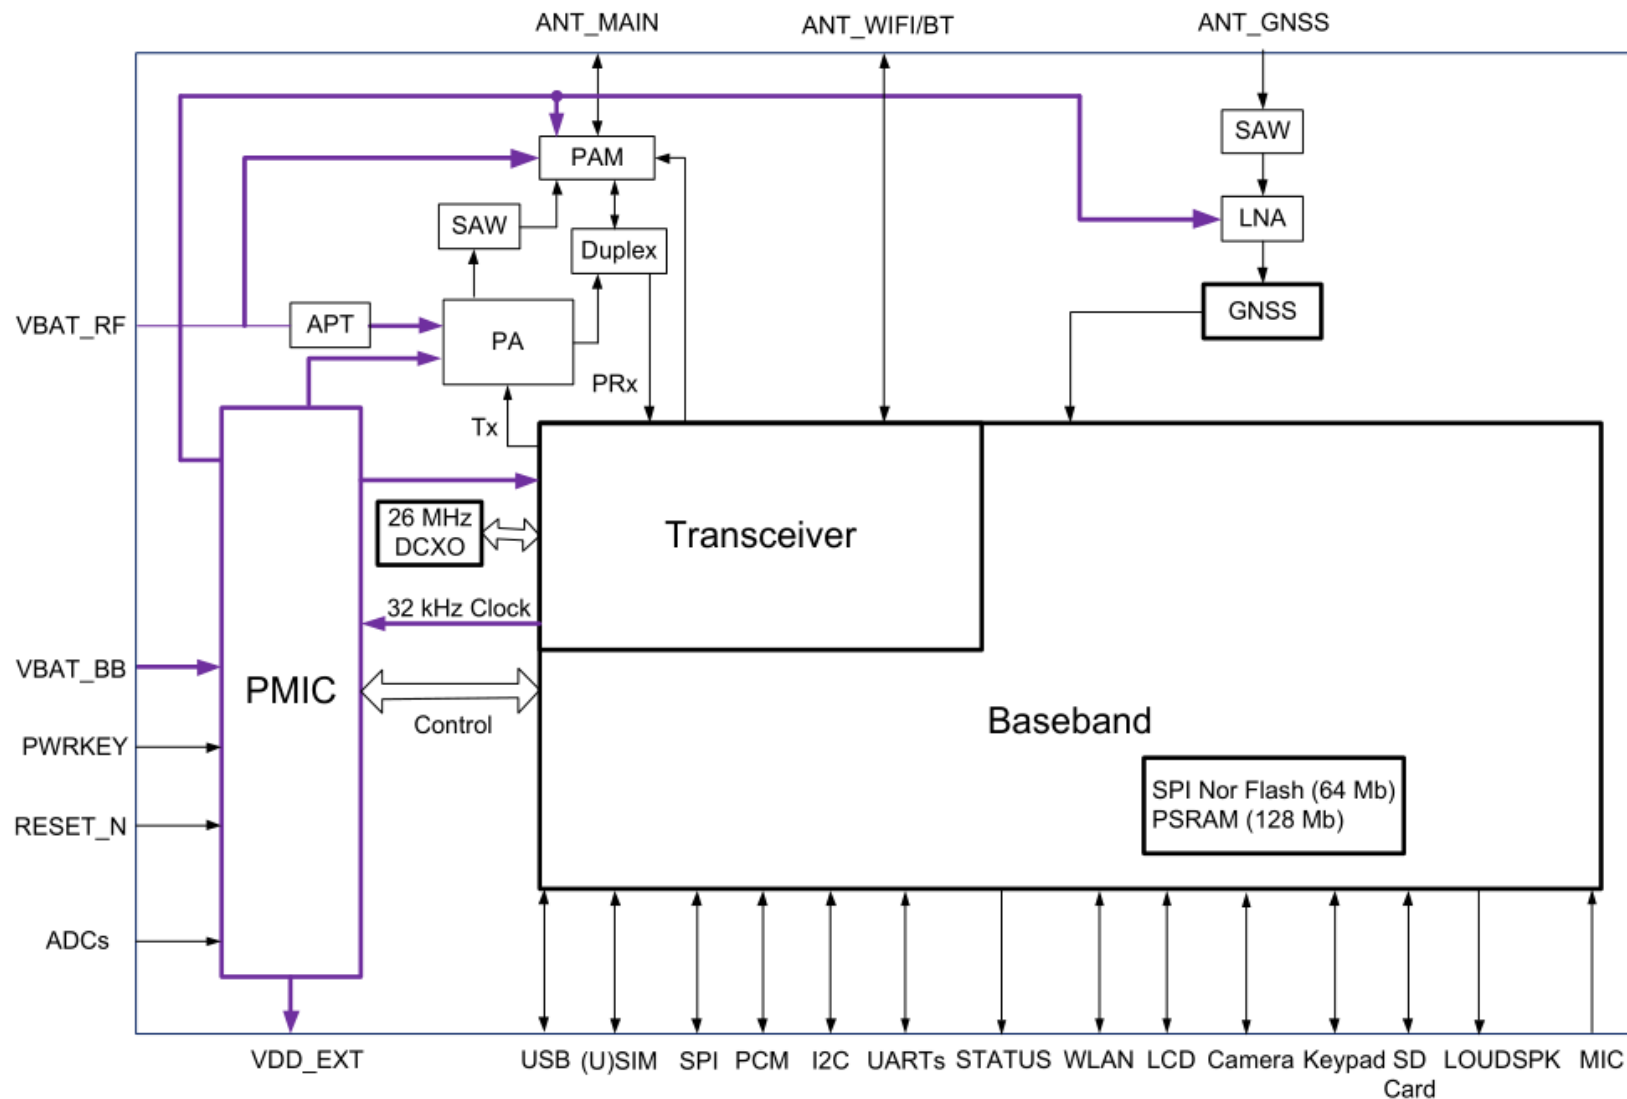 ANT_MAIN
ANT_WIFI/BT
ANT_GNSS
SAW
PAM
LNA
SAW
Duplex
GNSS
VBAT_RF
APT
PA
PRx
Tx
26 MHz
DCXO
Transceiver
32 kHz Clock
VBAT_BB
PMIC
Control
Baseband
PWRKEY
SPI Nor Flash (64 Mb)
PSRAM (128 Mb)
RESET_N
ADCs
VDD_EXT
USB
(U)SIM
SPI
PCM
I2C
UARTs
STATUS
WLAN
LCD
Camera
Keypad
SD
Card
LOUDSPK
MIC